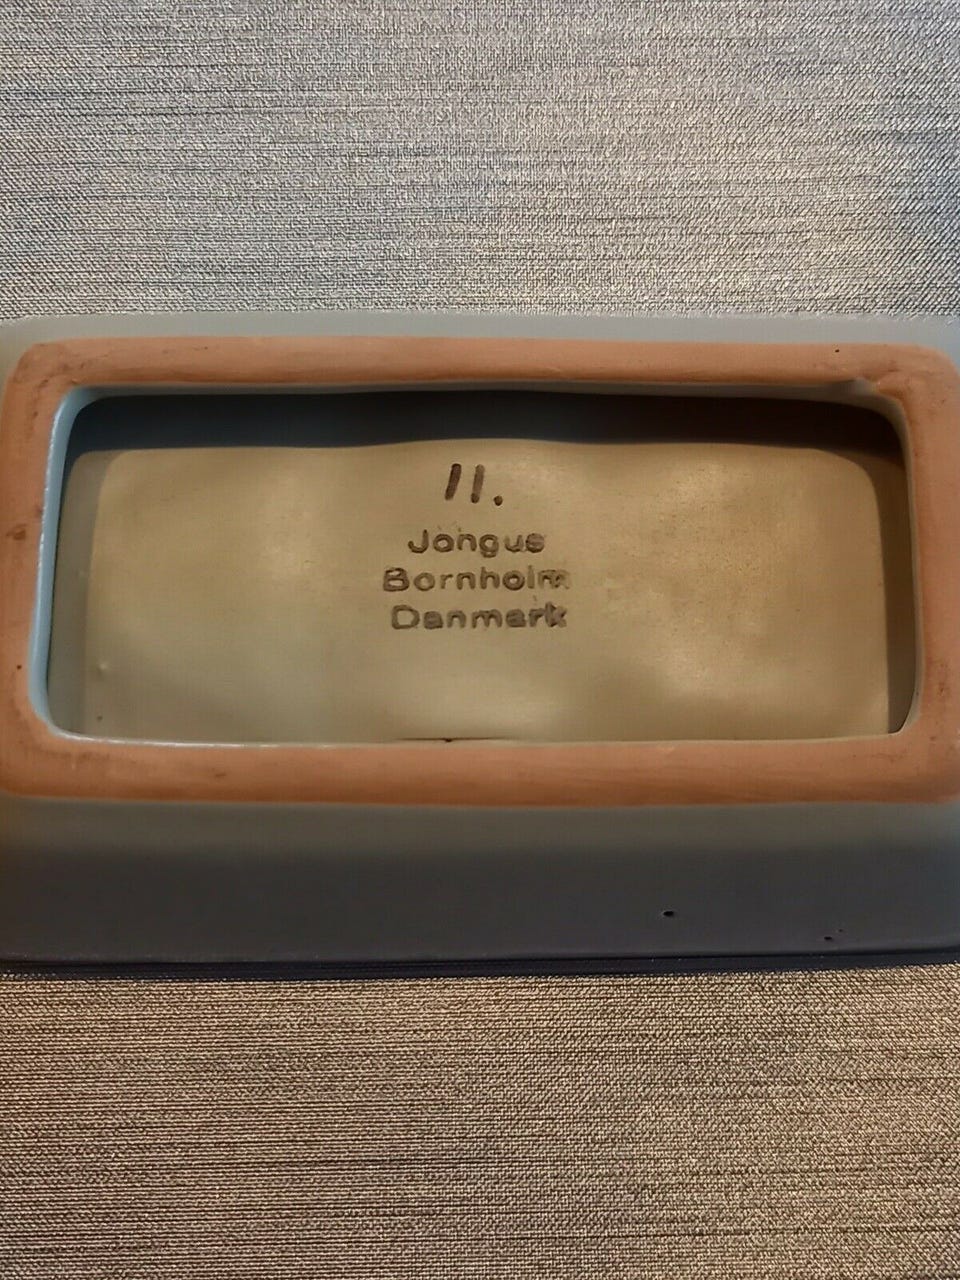 11.
Jongus
Bornholm
Danmark